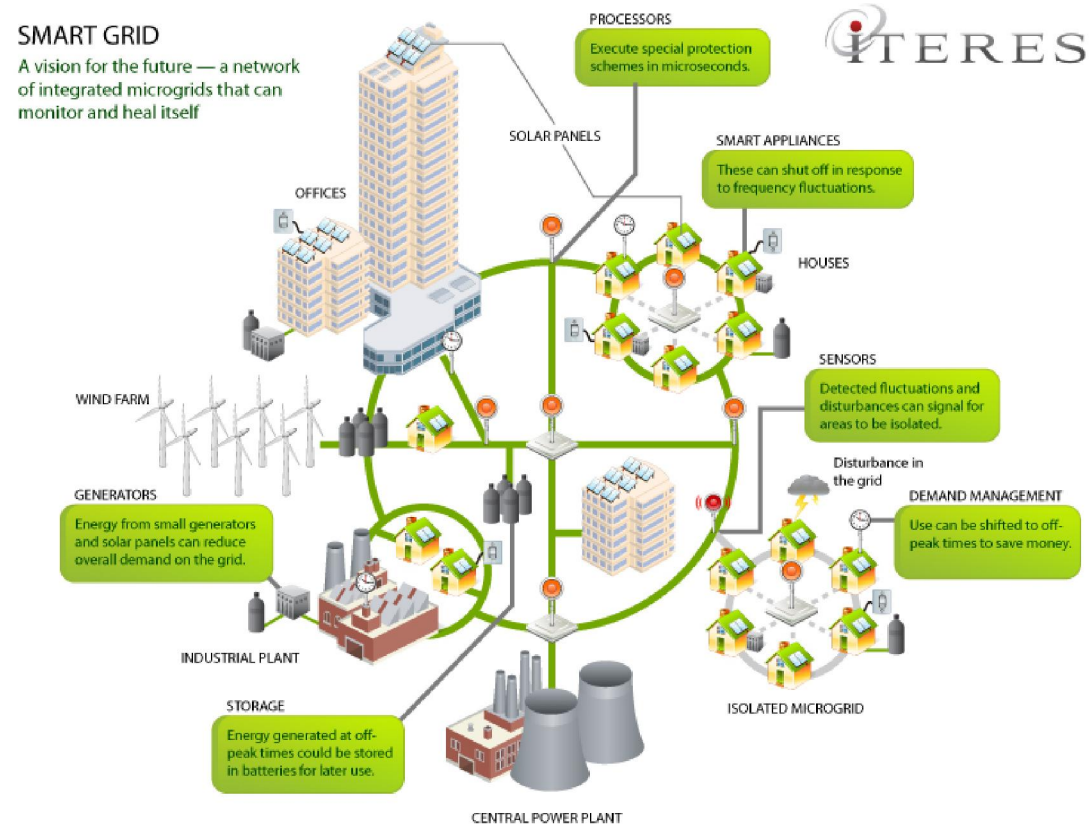 SMART GRID
A vision for the future — a network
of integrated microgrids that can
monitor and heal itself
PROCESSORS
Execute special protection
schemes in microseconds.
iTERES
SOLAR PANELS
SMART APPLIANCES
These can shut off in response
to frequency fluctuations.
OFFICES
HOUSES
SENSORS
Detected fluctuations and
disturbances can signal for
areas to be isolated.
WIND FARM
Disturbance in
the grid
GENERATORS
Energy from small generators
and solar panels can reduce
overall demand on the grid.
DEMAND MANAGEMENT
Use can be shifted to off-
peak times to save money.
INDUSTRIAL PLANT
STORAGE
Energy generated at off-
peak times could be stored
in batteries for later use.
ISOLATED MICROGRID
CENTRAL POWER PLANT